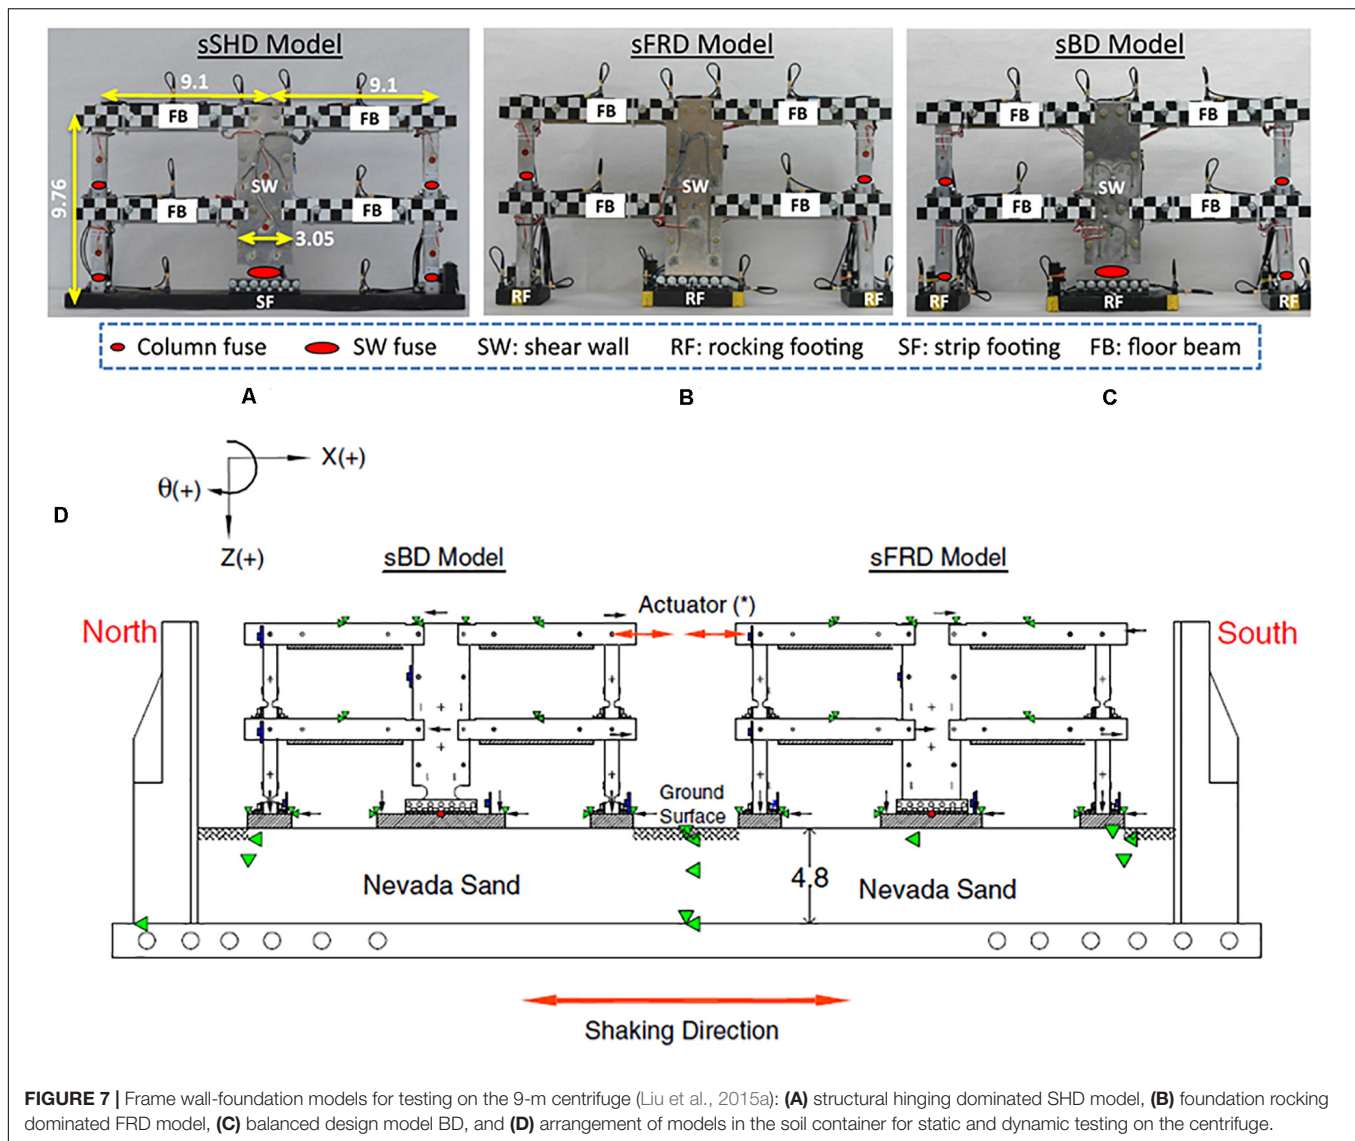 sSHD Model
sFRD Model
sBD Model
9.1
9.1
FB
FB
FB
FB
FB
FB
9.76
SW
SW
SW
FB
FB
FB
FB
FB
FB
3.05
SF
RF
RF
RF
RF
RF
RF
Column fuse
SW fuse
SW: shear wall
RF: rocking footing
SF: strip footing
FB: floor beam
A
B
C
X(+)
θ(+)
D
Z(+)
sBD Model
sFRD Model
North
Actuator (*)
South
Ground
Surface
Nevada Sand
4.8
Nevada Sand
Shaking Direction
FIGURE 7 | Frame wall-foundation models for testing on the 9-m centrifuge (Liu et al., 2015a): (A) structural hinging dominated SHD model, (B) foundation rocking
dominated FRD model, (C) balanced design model BD, and (D) arrangement of models in the soil container for static and dynamic testing on the centrifuge.